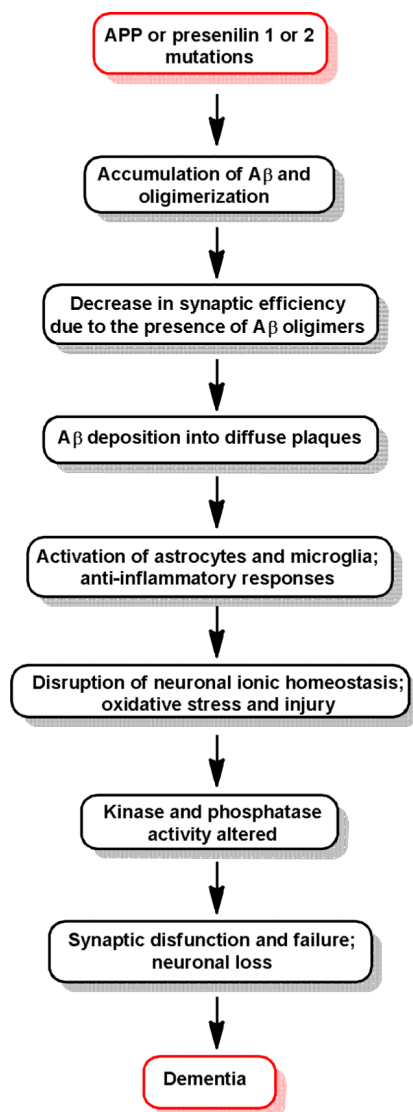 APP or presenilin 1 or 2
mutations
Accumulation of Aβ and
oligimerization
Decrease in synaptic efficiency
due to the presence of Aβ oligimers
Aβ deposition into diffuse plaques
Activation of astrocytes and microglia;
anti-inflammatory responses
Disruption of neuronal ionic homeostasis;
oxidative stress and injury
Kinase and phosphatase
activity altered
Synaptic disfunction and failure;
neuronal loss
Dementia